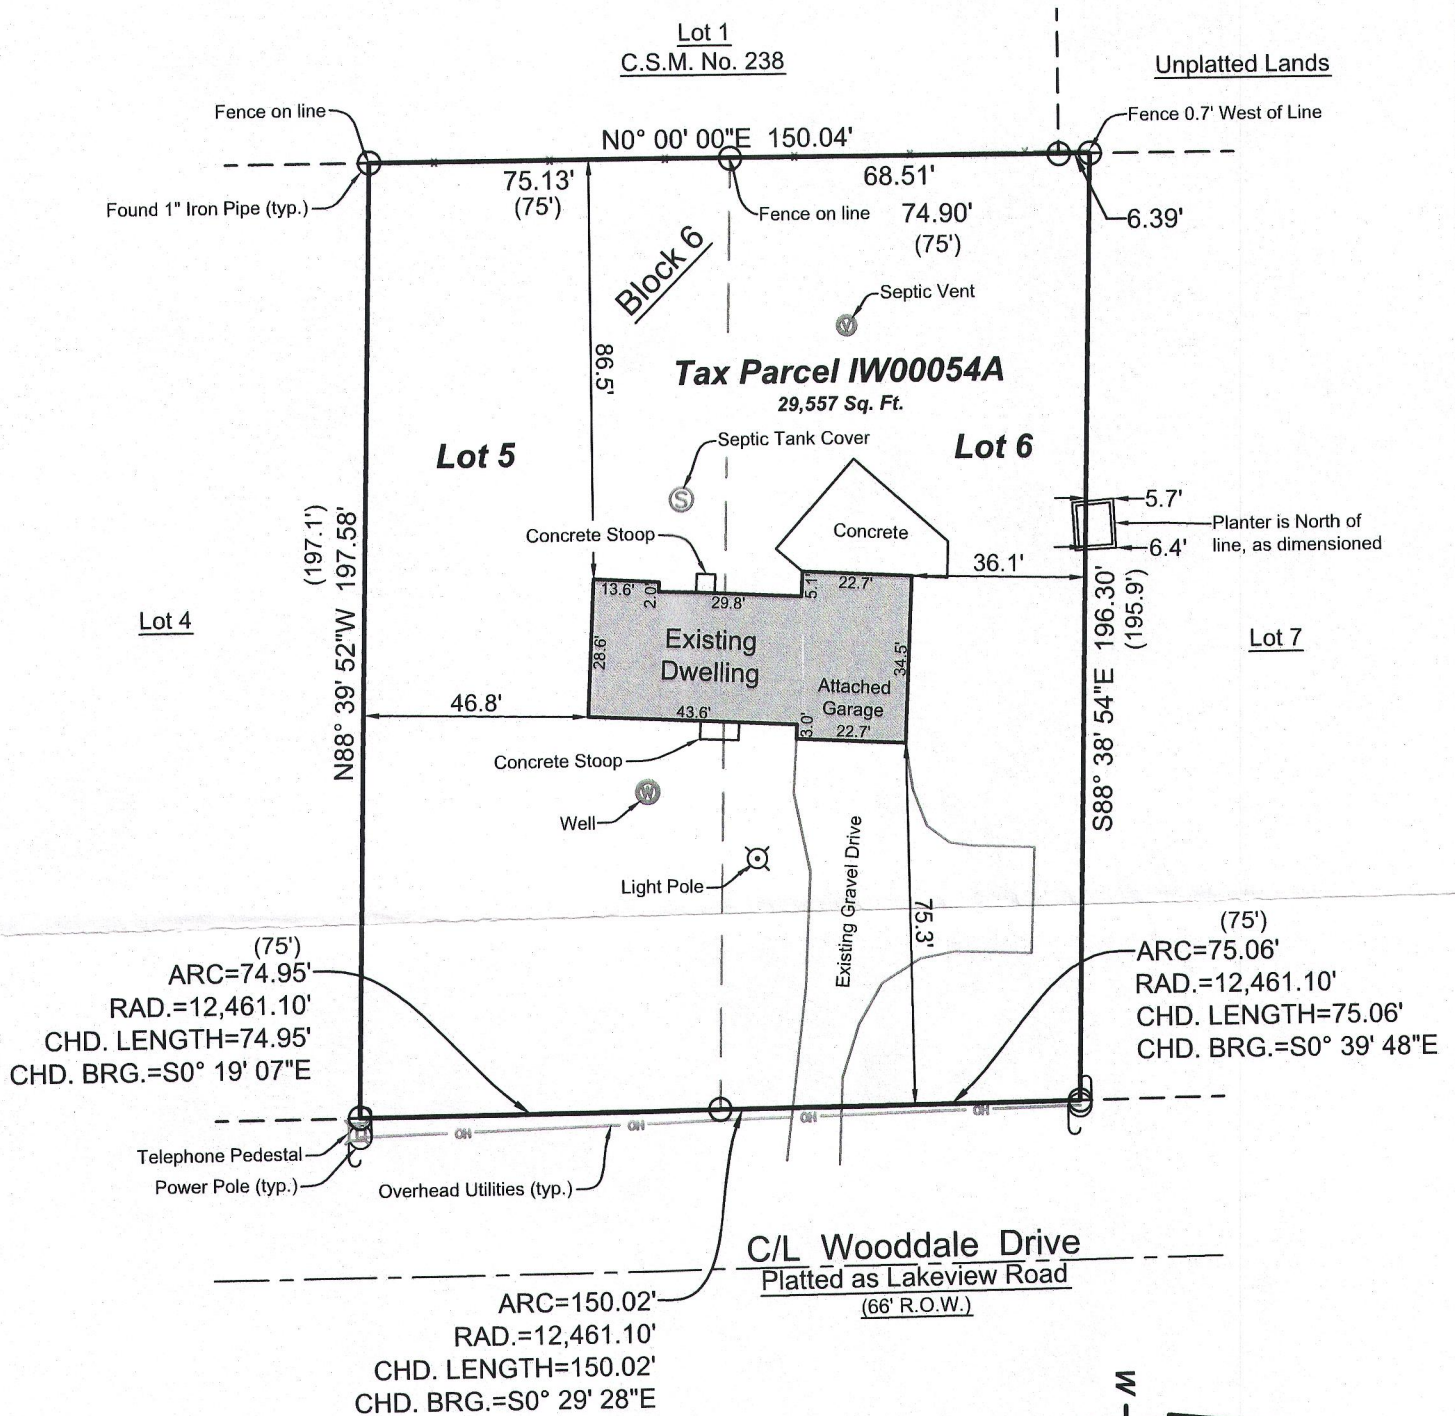 Lot 1
C.S.M. No. 238
Unplatted Lands
Fence on line
Fence 0.7' West of Line
N0° 00' 00"E 150.04'
75.13'
(75')
68.51'
Found 1" Iron Pipe (typ.)
Fence on line
74.90'
(75')
6.39'
Block 6
Septic Vent
V
86.5'
Tax Parcel IW00054A
29,557 Sq. Ft.
Septic Tank Cover
S
Lot 5
Lot 6
Concrete Stoop
Concrete
5.7'
Planter is North of
line, as dimensioned
6.4'
(197.1')
N88° 39' 52"W 197.58'
36.1'
13.6'
2.0'
29.8'
5.1'
22.7'
S88° 38' 54"E 196.30'
(195.9')
Lot 4
Lot 7
Existing
Dwelling
28.6'
34.5'
Attached
Garage
46.8'
43.6'
3.0'
22.7'
Concrete Stoop
W
Well
Light Pole
Existing Gravel Drive
75.3'
(75')
ARC=74.95'
RAD.=12,461.10'
CHD. LENGTH=74.95'
CHD. BRG.=S0° 19' 07"E
(75')
ARC=75.06'
RAD.=12,461.10'
CHD. LENGTH=75.06'
CHD. BRG.=S0° 39' 48"E
OH OH OH OH
Telephone Pedestal
Power Pole (typ.)
Overhead Utilities (typ.)
C/L Wooddale Drive
Platted as Lakeview Road
(66' R.O.W.)
ARC=150.02'
RAD.=12,461.10'
CHD. LENGTH=150.02'
CHD. BRG.=S0° 29' 28"E
W